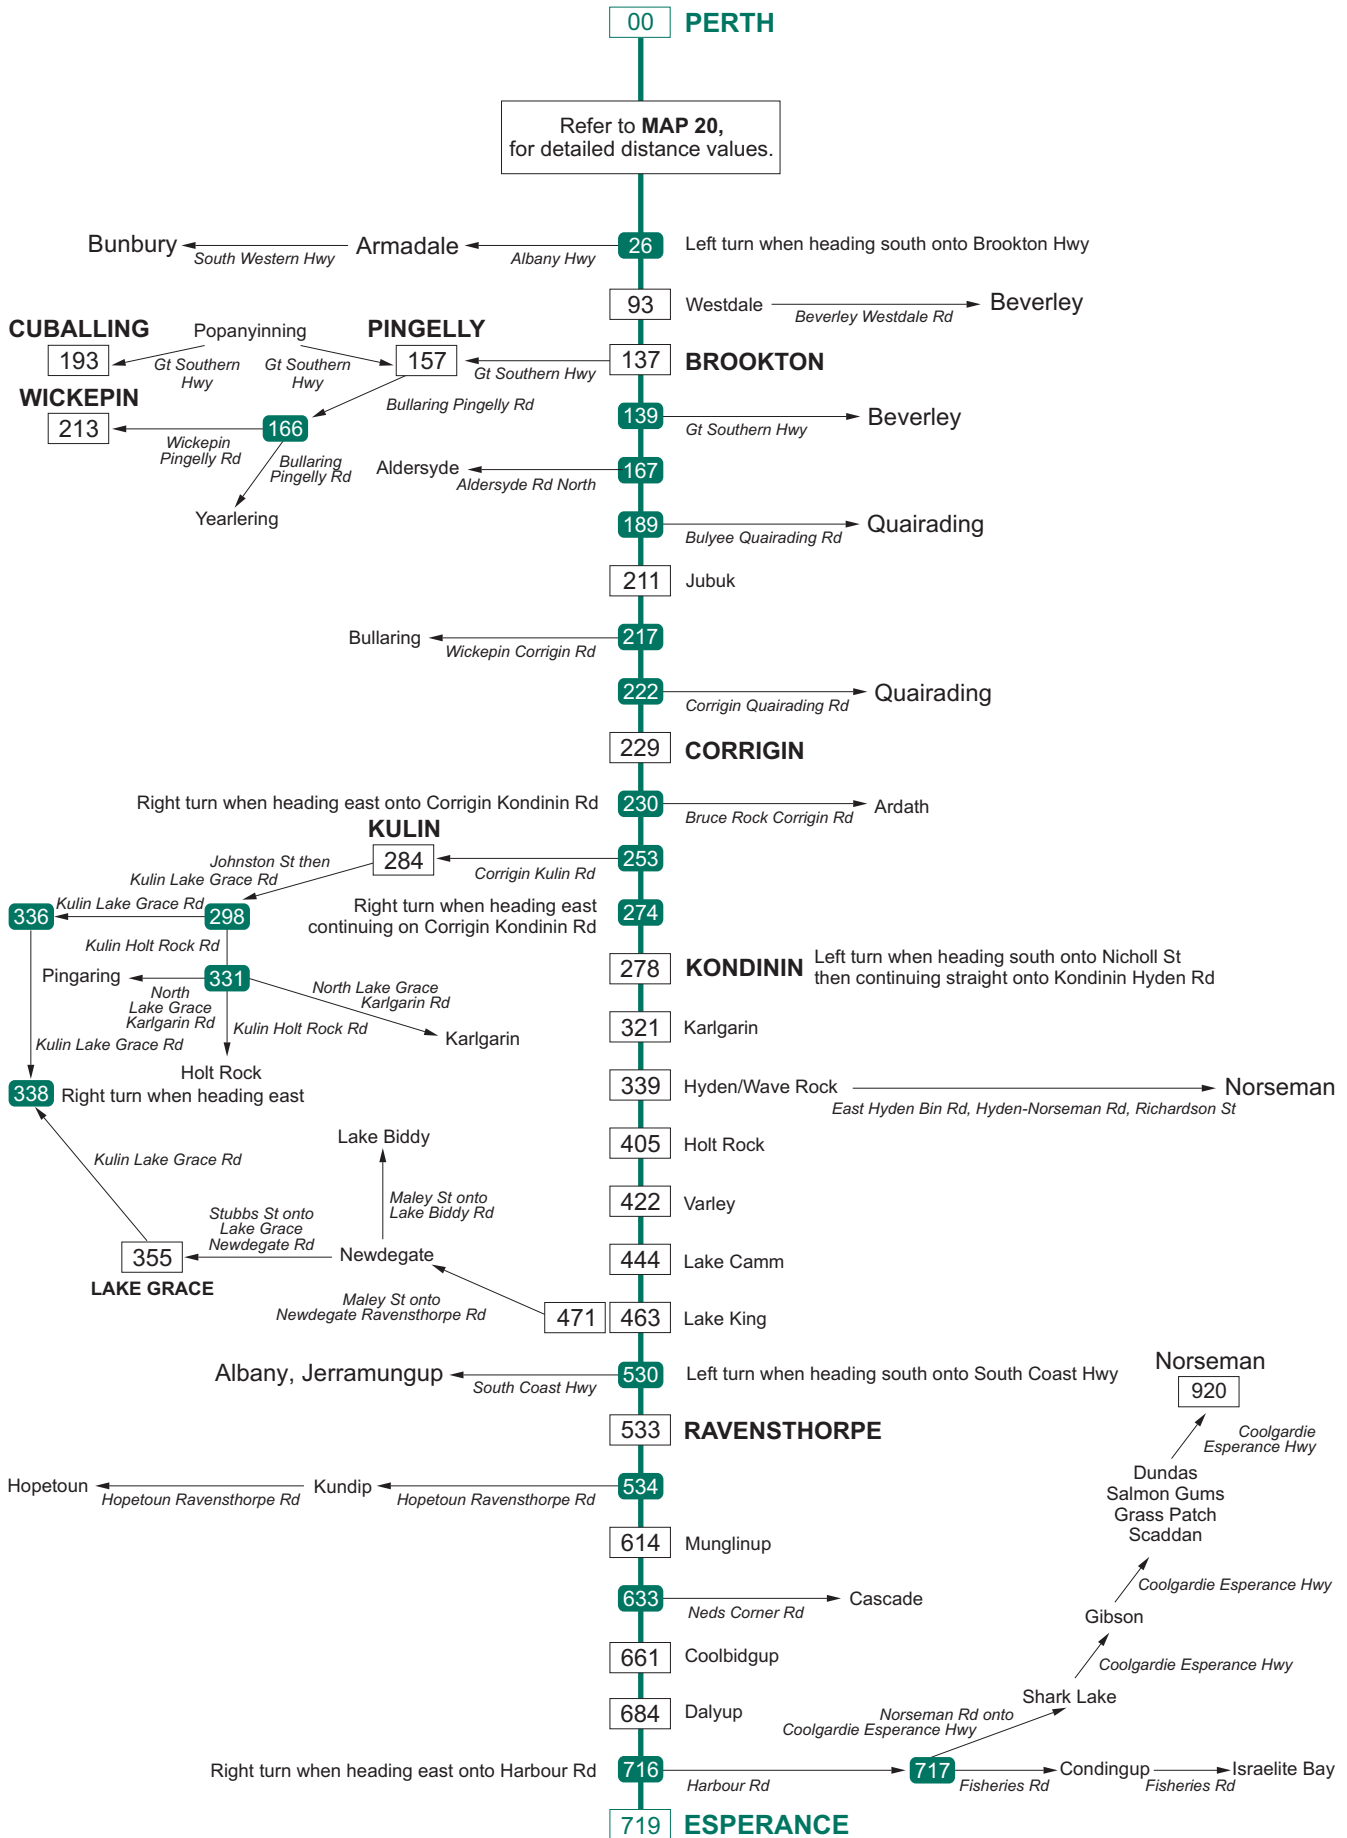 00 PERTH
Refer to MAP 20,
for detailed distance values.
Bunbury
South Western Hwy
Armadale
Albany Hwy
26
Left turn when heading south onto Brookton Hwy
93
Westdale
Beverley Westdale Rd
Beverley
CUBALLING
193
Popanyinning
Gt Southern
Hwy
Gt Southern
Hwy
PINGELLY
157
Gt Southern Hwy
137
BROOKTON
WICKEPIN
213
Wickepin
Pingelly Rd
166
Bullaring Pingelly Rd
Bullaring
Pingelly Rd
Yearlering
139
Gt Southern Hwy
Beverley
Aldersyde
Aldersyde Rd North
167
189
Bulyee Quairading Rd
Quairading
211
Jubuk
Bullaring
Wickepin Corrigin Rd
217
222
Corrigin Quairading Rd
Quairading
229
CORRIGIN
Right turn when heading east onto Corrigin Kondinin Rd
230
Bruce Rock Corrigin Rd
Ardath
KULIN
284
Corrigin Kulin Rd
253
Johnston St then
Kulin Lake Grace Rd
336
Kulin Lake Grace Rd
298
Right turn when heading east
continuing on Corrigin Kondinin Rd
274
Kulin Holt Rock Rd
278
KONDININ
Left turn when heading south onto Nicholl St
then continuing straight onto Kondinin Hyden Rd
Pingaring
331
North
Lake Grace
Karlgarin Rd
North Lake Grace
Karlgarin Rd
Kulin Holt Rock Rd
Karlgarin
321
Karlgarin
Kulin Lake Grace Rd
Holt Rock
338
Right turn when heading east
339
Hyden/Wave Rock
East Hyden Bin Rd, Hyden-Norseman Rd, Richardson St
Norseman
Lake Biddy
405
Holt Rock
Kulin Lake Grace Rd
Maley St onto
Lake Biddy Rd
422
Varley
Stubbs St onto
Lake Grace
Newdegate Rd
355
LAKE GRACE
Newdegate
444
Lake Camm
Maley St onto
Newdegate Ravensthorpe Rd
471
463
Lake King
Albany, Jerramungup
South Coast Hwy
530
Left turn when heading south onto South Coast Hwy
Norseman
920
533
RAVENSTHORPE
Coolgardie
Esperance Hwy
Hopetoun
Hopetoun Ravensthorpe Rd
Kundip
Hopetoun Ravensthorpe Rd
534
Dundas
Salmon Gums
Grass Patch
Scaddan
614
Munglinup
Coolgardie Esperance Hwy
633
Neds Corner Rd
Cascade
Gibson
661
Coolbidgup
Coolgardie Esperance Hwy
Shark Lake
684
Dalyup
Norseman Rd onto
Coolgardie Esperance Hwy
Right turn when heading east onto Harbour Rd
716
Harbour Rd
717
Fisheries Rd
Condingup
Fisheries Rd
Israelite Bay
719
ESPERANCE